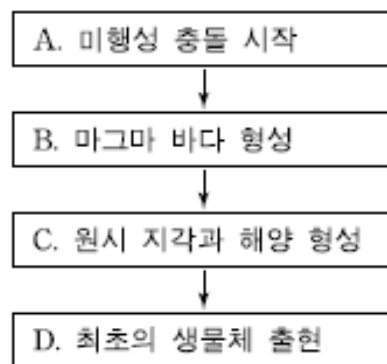 A. 미행성 충돌 시작
B. 마그마 바다 형성
C. 원시 지각과 해양 형성
D. 최초의 생물체 출현